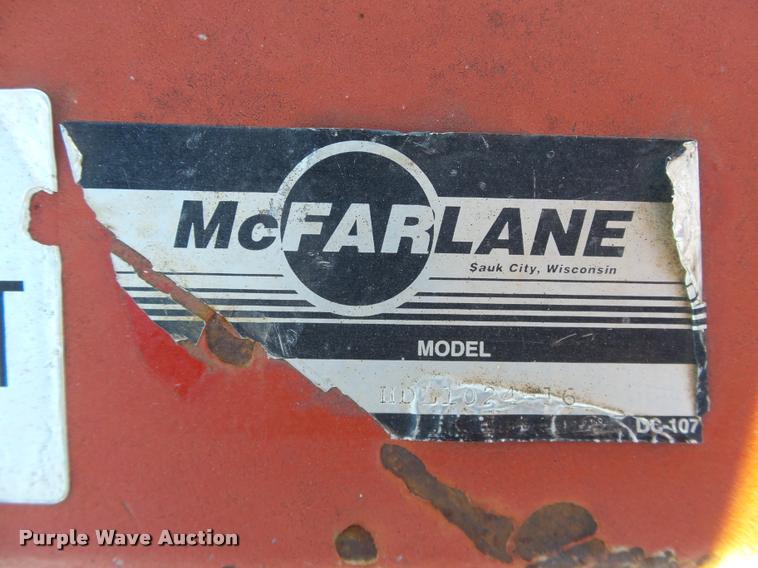 T
McFARLANE
Sauk City, Wisconsin
MODEL
DC-107
Purple Wave Auction